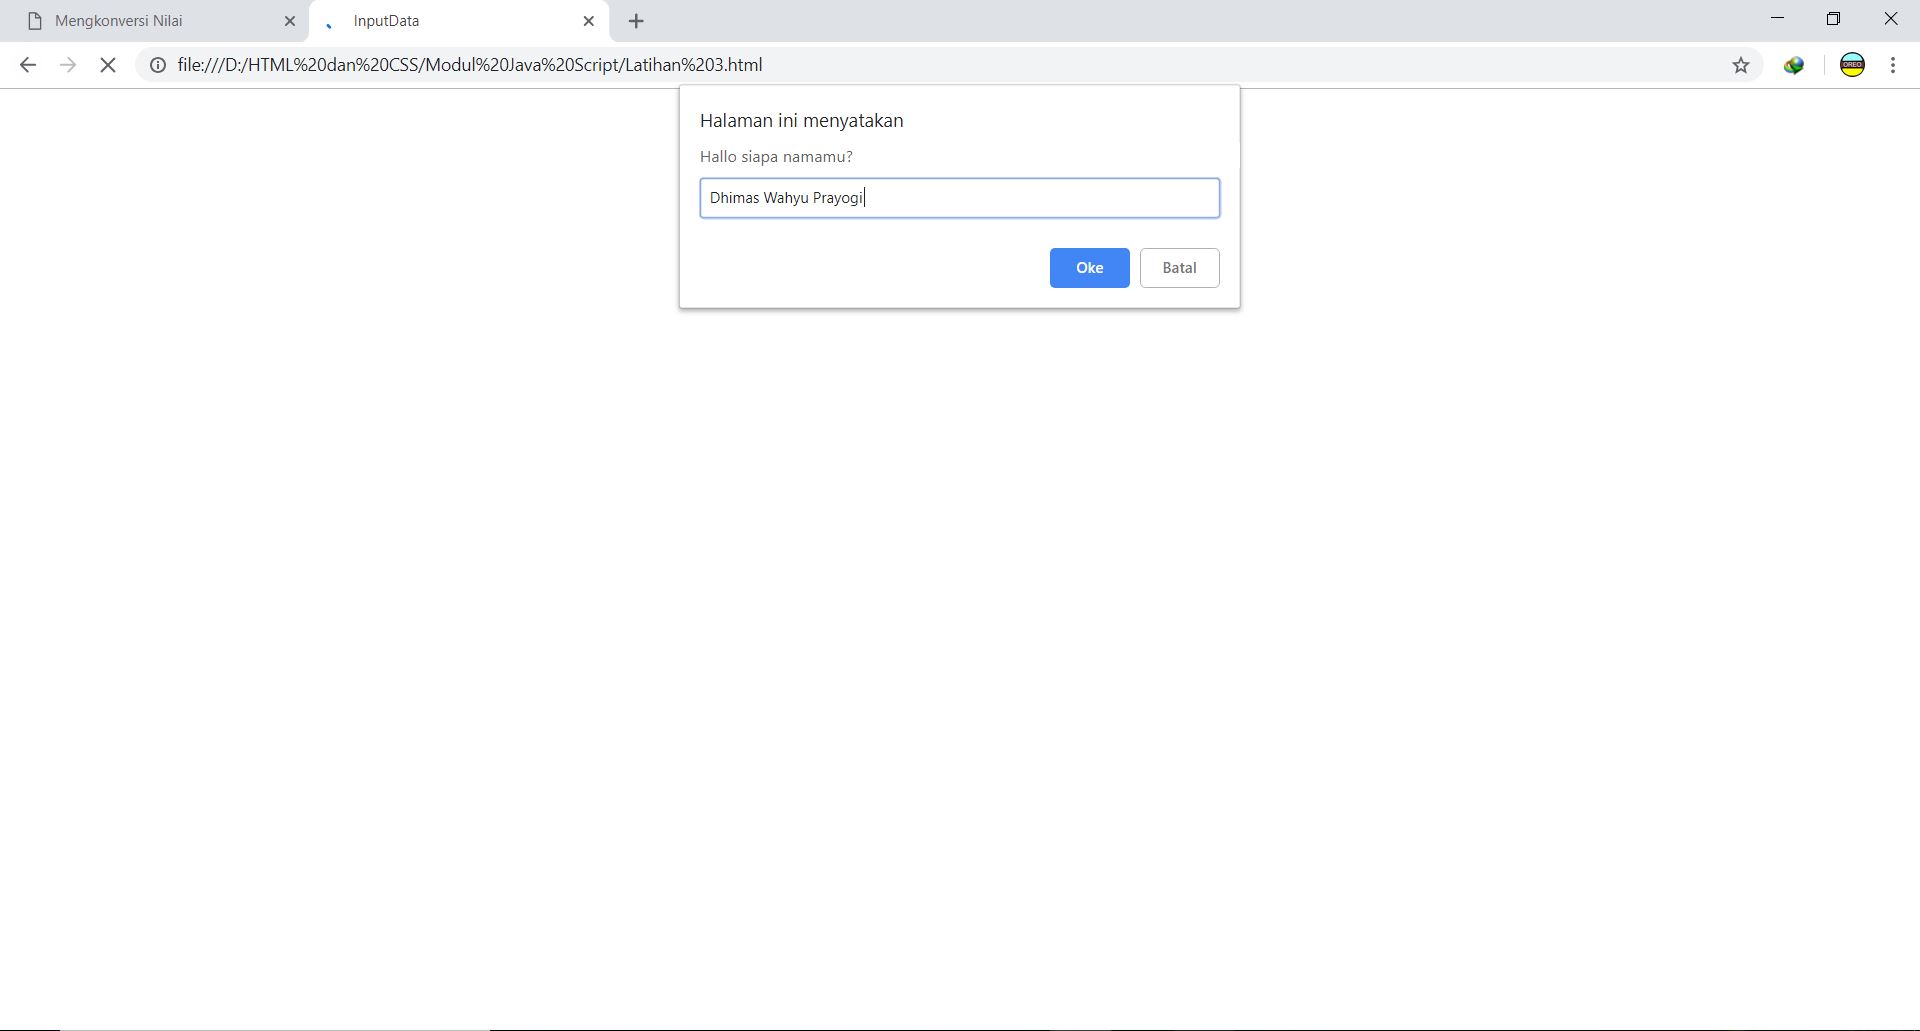 Mengkonversi Nilai
InputData
file:///D:/HTML%20dan%20CSS/Modul%20Java%20Script/Latihan%203.html
OREO
Halaman ini menyatakan
Hallo siapa namamu?
Dhimas Wahyu Prayogi
Oke
Batal